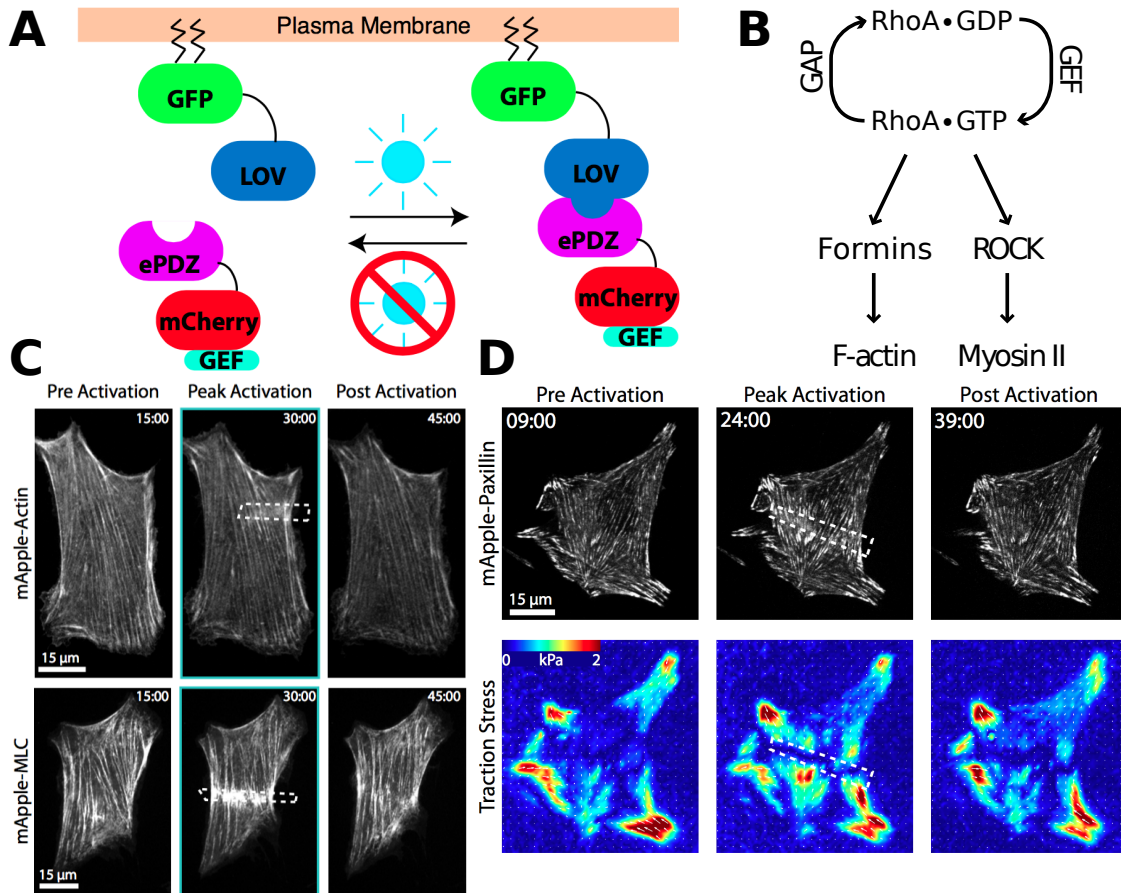 A
Plasma Membrane
GFP
GFP
LOV
LOV
ePDZ
ePDZ
mCherry
mCherry
GEF
GEF
B
RhoA•GDP
GAP
GEF
RhoA•GTP
Formins
ROCK
F-actin
Myosin II
C
Pre Activation
Peak Activation
Post Activation
mApple-Actin
15:00
30:00
45:00
15 µm
mApple-MLC
15:00
30:00
45:00
15 µm
D
Pre Activation
Peak Activation
Post Activation
mApple-Paxillin
09:00
24:00
39:00
15 µm
Traction Stress
0 kPa 2